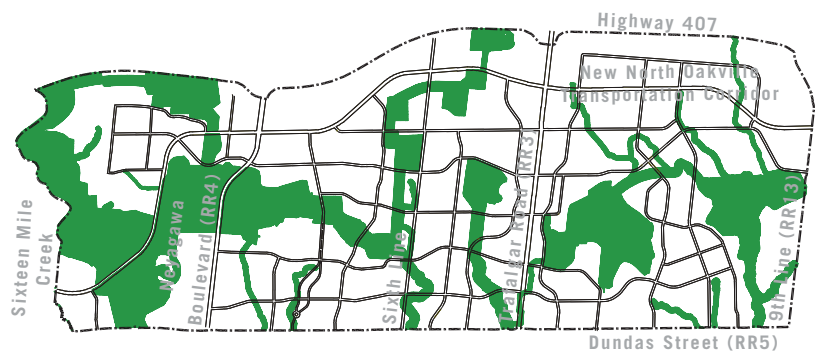 Highway 407
New North Oakville
Transportation Corridor
Sixteen Mile
Creek
Neyagawa
Boulevard (RR4)
Sixth Line
Trafalgar Road (RR3)
9th Line (RR13)
Dundas Street (RR5)